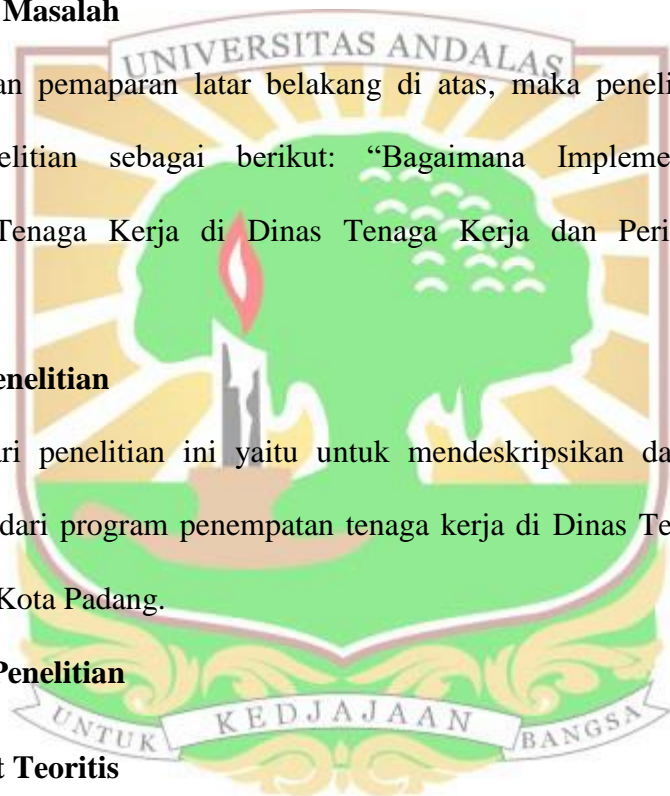 Masalah
UNIVERSITAS ANDALAS
an pemaparan latar belakang di atas, maka peneli
elitian sebagai berikut: “Bagaimana Impleme
Tenaga Kerja di Dinas Tenaga Kerja dan Peri
enelitian
ari penelitian ini yaitu untuk mendeskripsikan da
dari program penempatan tenaga kerja di Dinas Te
Kota Padang.
Penelitian
UNTUK KEDJAJAAN BANGSA
t Teoritis